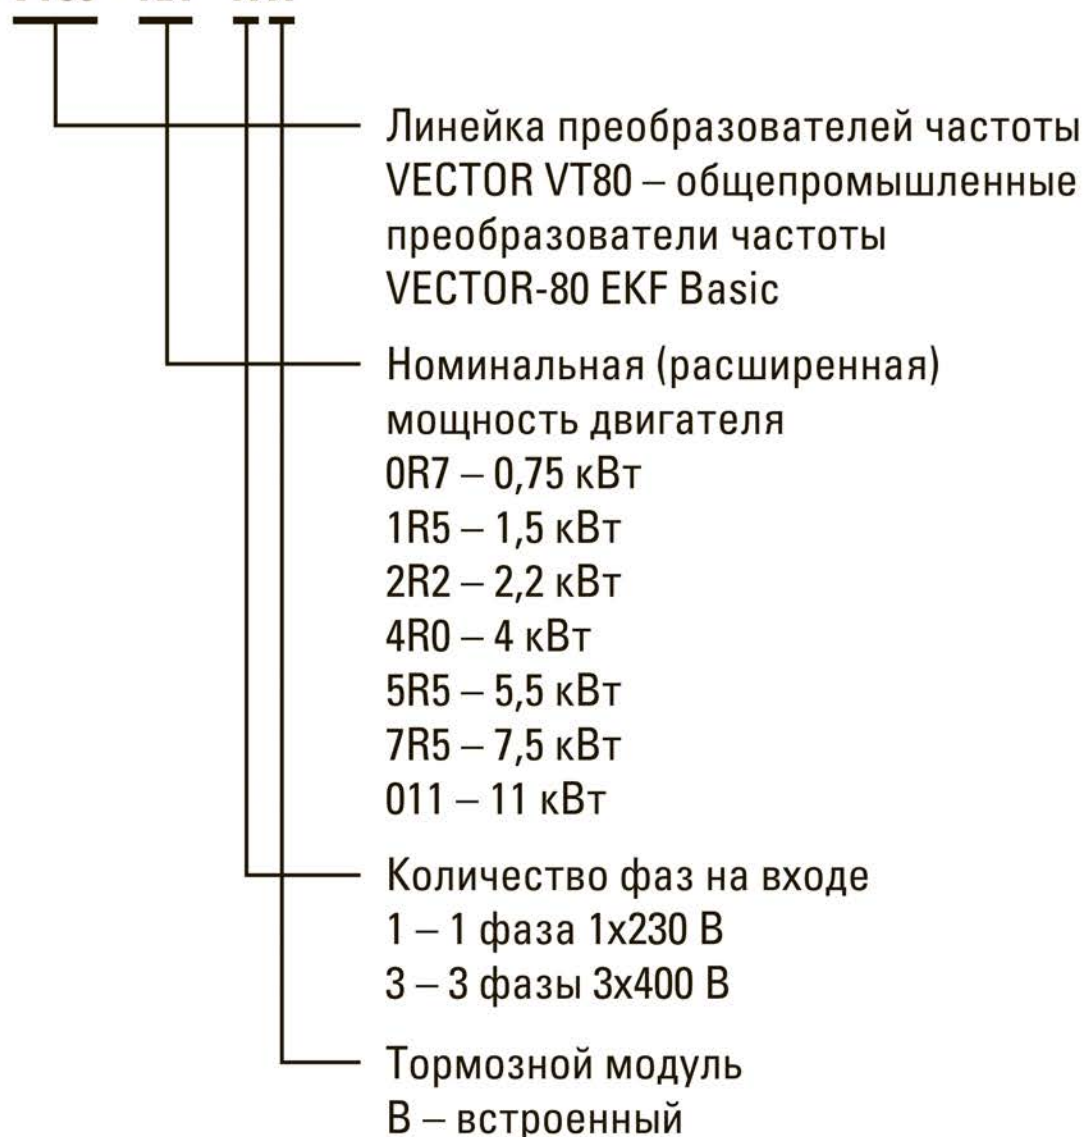 Линейка преобразователей частоты
VECTOR VT80 – общепромышленные
преобразователи частоты
VECTOR-80 EKF Basic
Номинальная (расширенная)
мощность двигателя
0R7 – 0,75 кВт
1R5 – 1,5 кВт
2R2 – 2,2 кВт
4R0 – 4 кВт
5R5 – 5,5 кВт
7R5 – 7,5 кВт
011 – 11 кВт
Количество фаз на входе
1 – 1 фаза 1x230 В
3 – 3 фазы 3x400 В
Тормозной модуль
В – встроенный